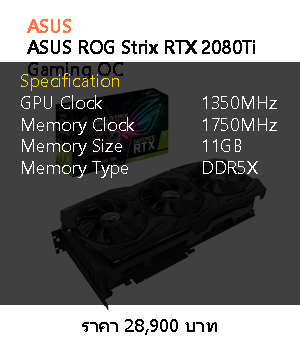 ASUS
ASUS ROG Strix RTX 2080Ti
Gaming OC
Specification
GPU Clock 1350MHz
Memory Clock 1750MHz
Memory Size 11GB
Memory Type DDR5X
RTX
ราคา 28,900 บาท